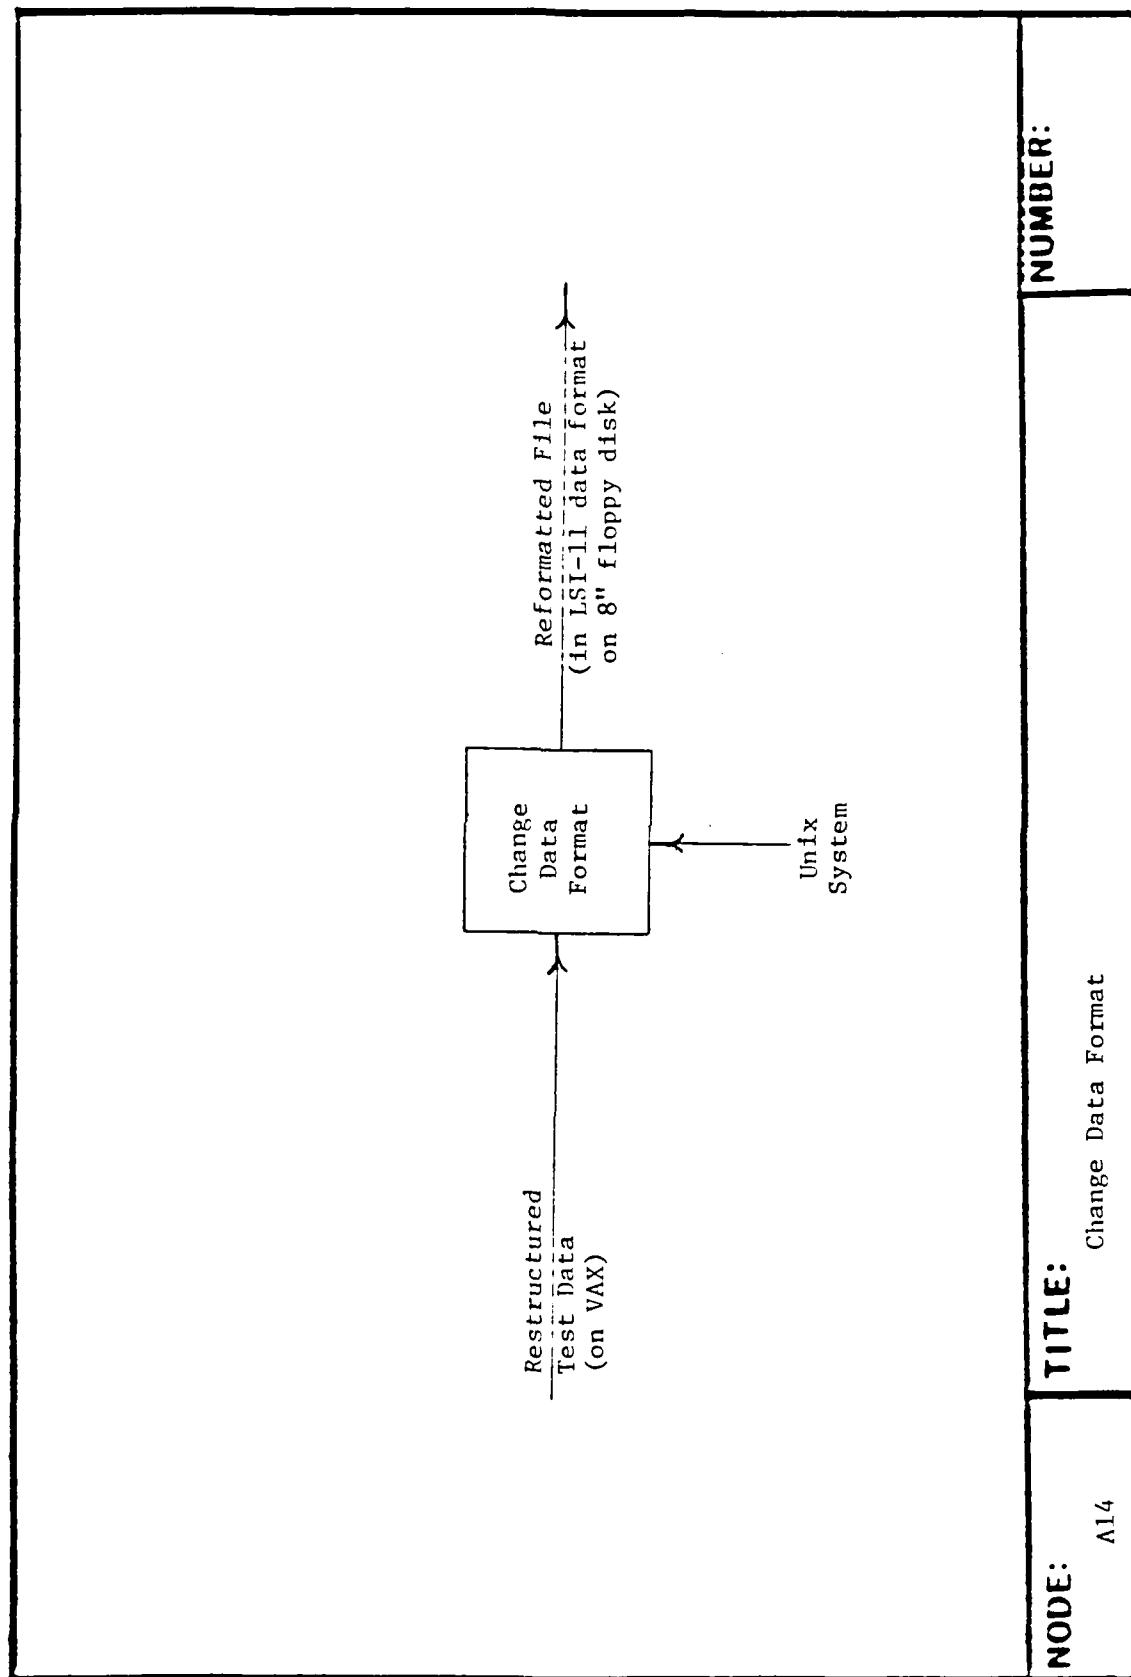 Restructured
Test Data
(on VAX)
Change
Data
Format
Reformatted File
(in LSI-11 data format
on 8" floppy disk)
Unix
System
NODE:
A14
TITLE:
Change Data Format
NUMBER: